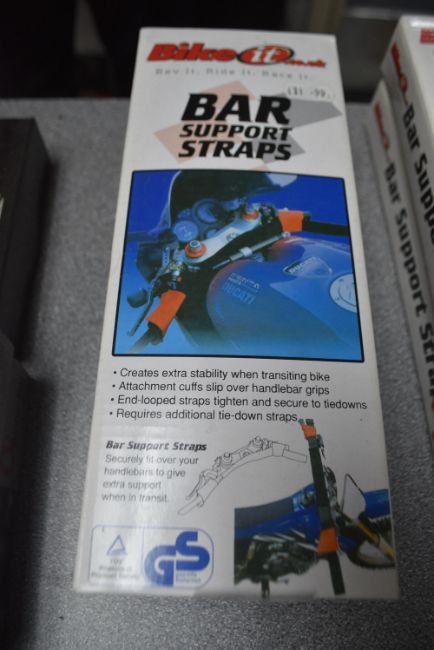 Bike it.co.uk
Rev It. Ride It. Race It.
BAR
SUPPORT
STRAPS
DUCATI
• Creates extra stability when transiting bike
• Attachment cuffs slip over handlebar grips
• End-looped straps tighten and secure to tiedowns
• Requires additional tie-down straps
Bar Support Straps
Securely fit over your
handlebars to give
extra support
when in transit.
GS
Bar Support
Bar Support Straps